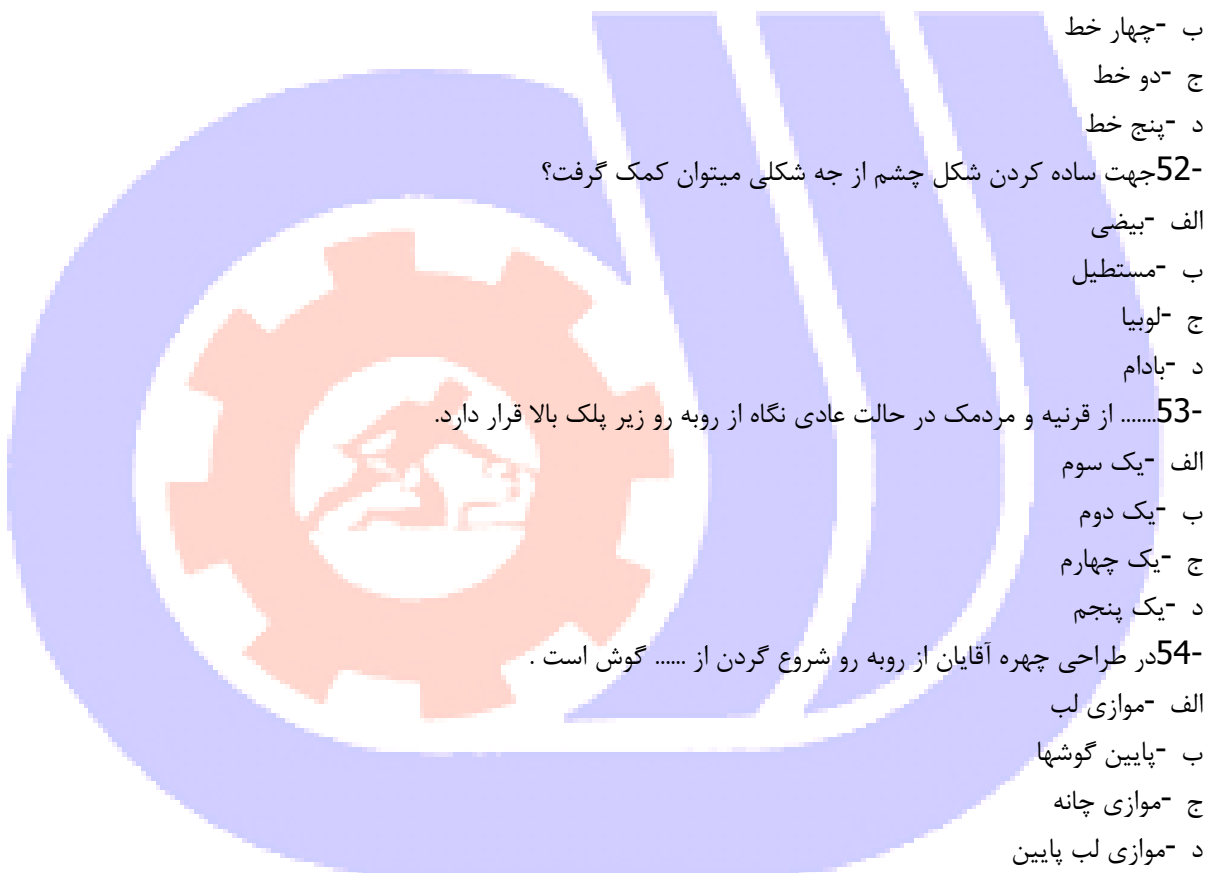 ب -چهار خط
ج -دو خط
د -پنج خط
52-جهت ساده کردن شکل چشم از جه شکلی میتوان کمک گرفت؟
الف -بیضی
ب -مستطیل
ج -لوبیا
د -بادام
53-....... از قرنیه و مردمک در حالت عادی نگاه از روبه رو زیر پلک بالا قرار دارد.
الف -یک سوم
ب -یک دوم
ج -یک چهارم
د -یک پنجم
54-در طراحی چهره آقایان از روبه رو شروع گردن از ...... گوش است .
الف -موازی لب
ب -پایین گوشها
ج -موازی چانه
د -موازی لب پایین